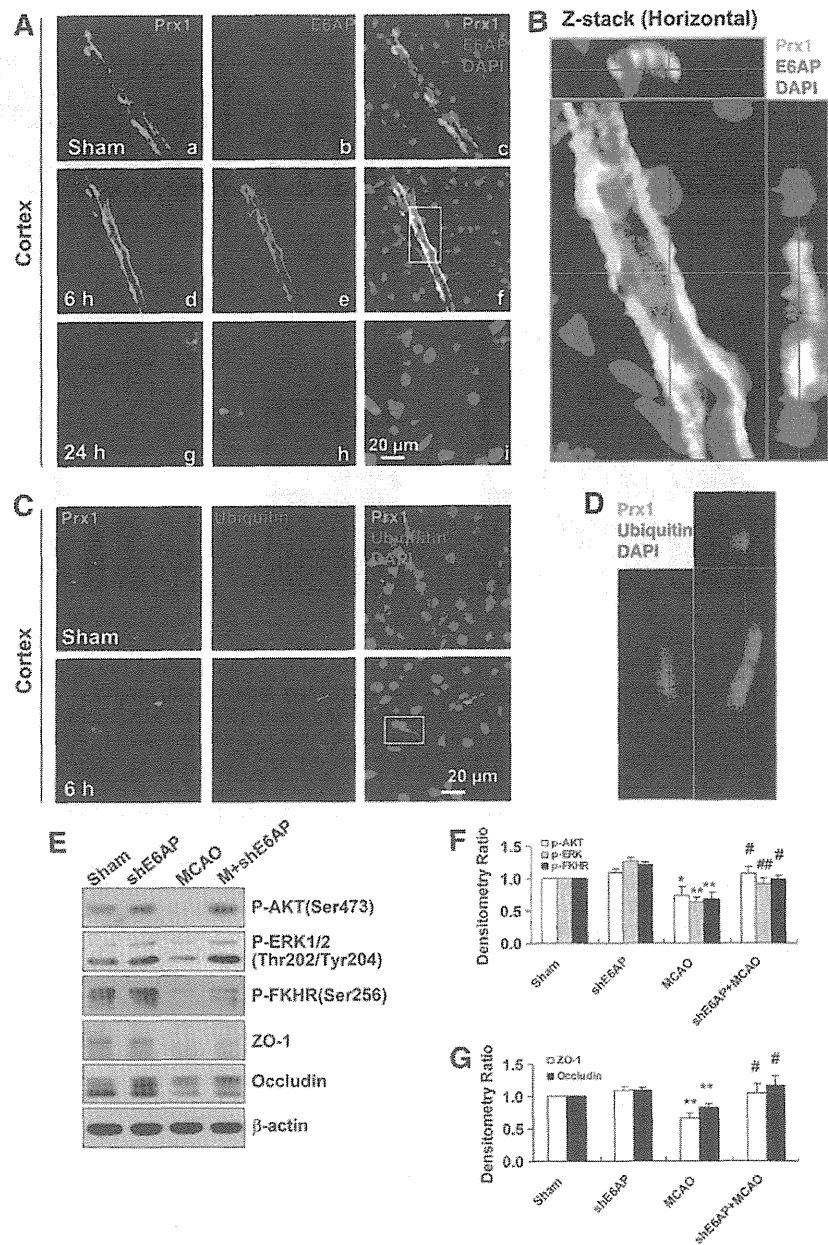 A
Prx1
E6AP
Prx1
E6AP
DAPI
Sham
a
b
c
Cortex
6 h
d
e
f
24 h
g
h
20 μm
i
B Z-stack (Horizontal)
Prx1
E6AP
DAPI
C
Prx1
Ubiquitin
Prx1
Ubiquitin
DAPI
Sham
Cortex
6 h
20 μm
D
Prx1
Ubiquitin
DAPI
E
Sham
shE6AP
MCAO
M+shE6AP
P-AKT(Ser473)
P-ERK1/2
(Thr202/Tyr204)
P-FKHR(Ser256)
ZO-1
Occludin
β-actin
F
Densitometry Ratio
1.5
1.0
0.5
0.0
p-AKT
p-ERK
p-FKHR
* ** **
# ## #
Sham
shE6AP
MCAO
shE6AP+MCAO
G
Densitometry Ratio
1.5
1.0
0.5
0.0
ZO-1
Occludin
** **
# #
Sham
shE6AP
MCAO
shE6AP+MCAO